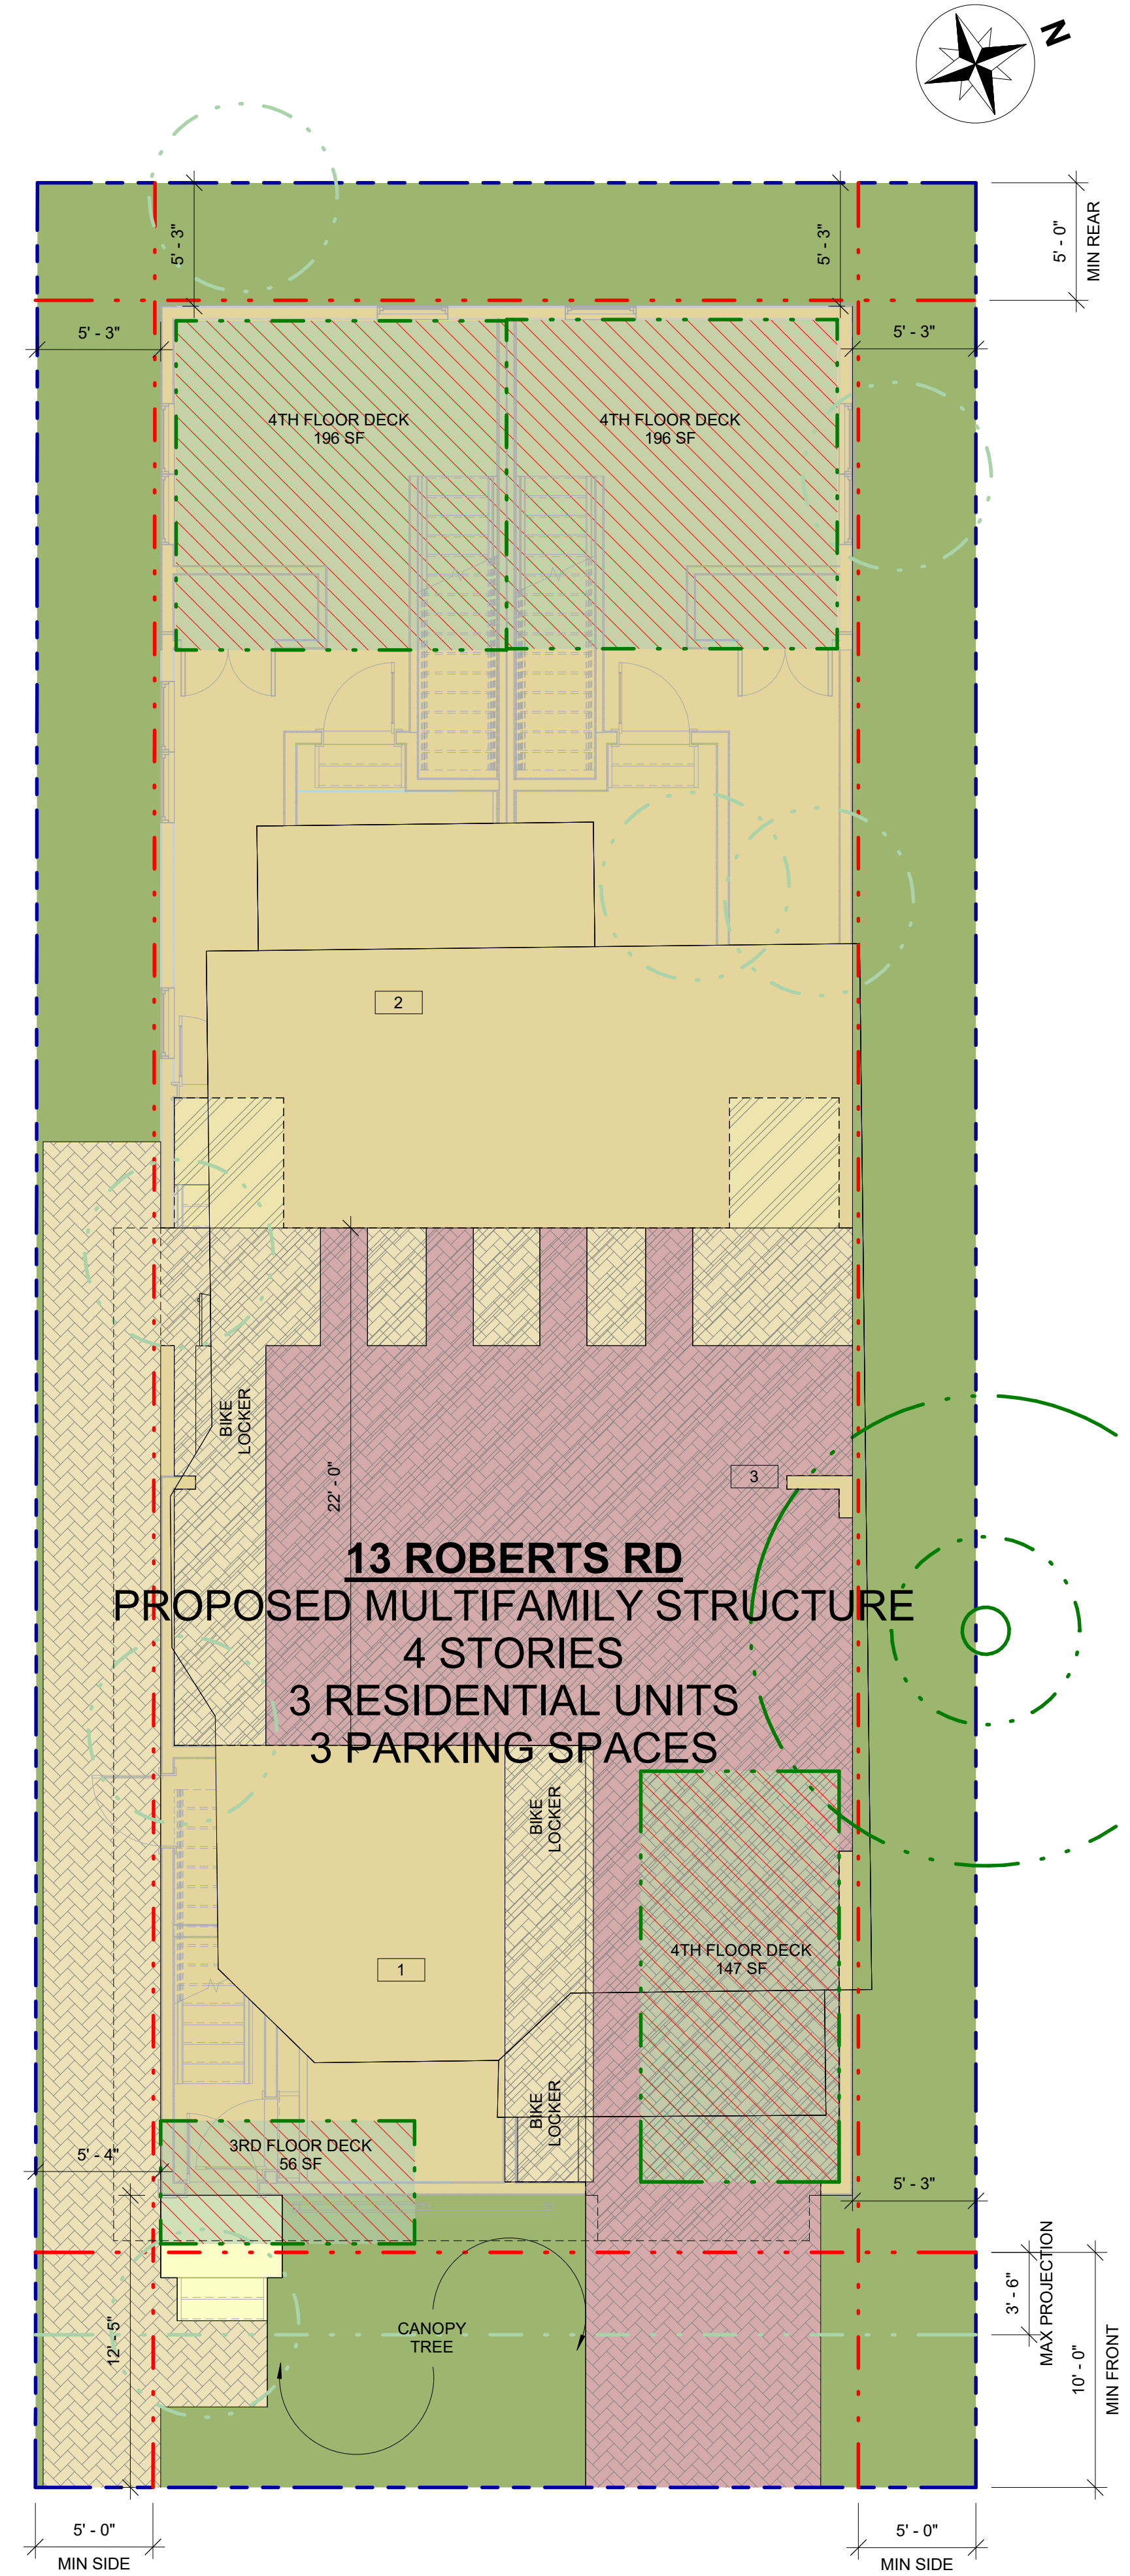 N
5' - 3"
5' - 3"
5' - 0"
MIN REAR
5' - 3"
5' - 3"
4TH FLOOR DECK
196 SF
4TH FLOOR DECK
196 SF
2
BIKE
LOCKER
22' - 0"
3
13 ROBERTS RD
PROPOSED MULTIFAMILY STRUCTURE
4 STORIES
3 RESIDENTIAL UNITS
3 PARKING SPACES
BIKE
LOCKER
1
4TH FLOOR DECK
147 SF
BIKE
LOCKER
3RD FLOOR DECK
56 SF
5' - 4"
5' - 3"
12' - 5"
CANOPY
TREE
3' - 6"
MAX PROJECTION
10' - 0"
MIN FRONT
5' - 0"
MIN SIDE
5' - 0"
MIN SIDE